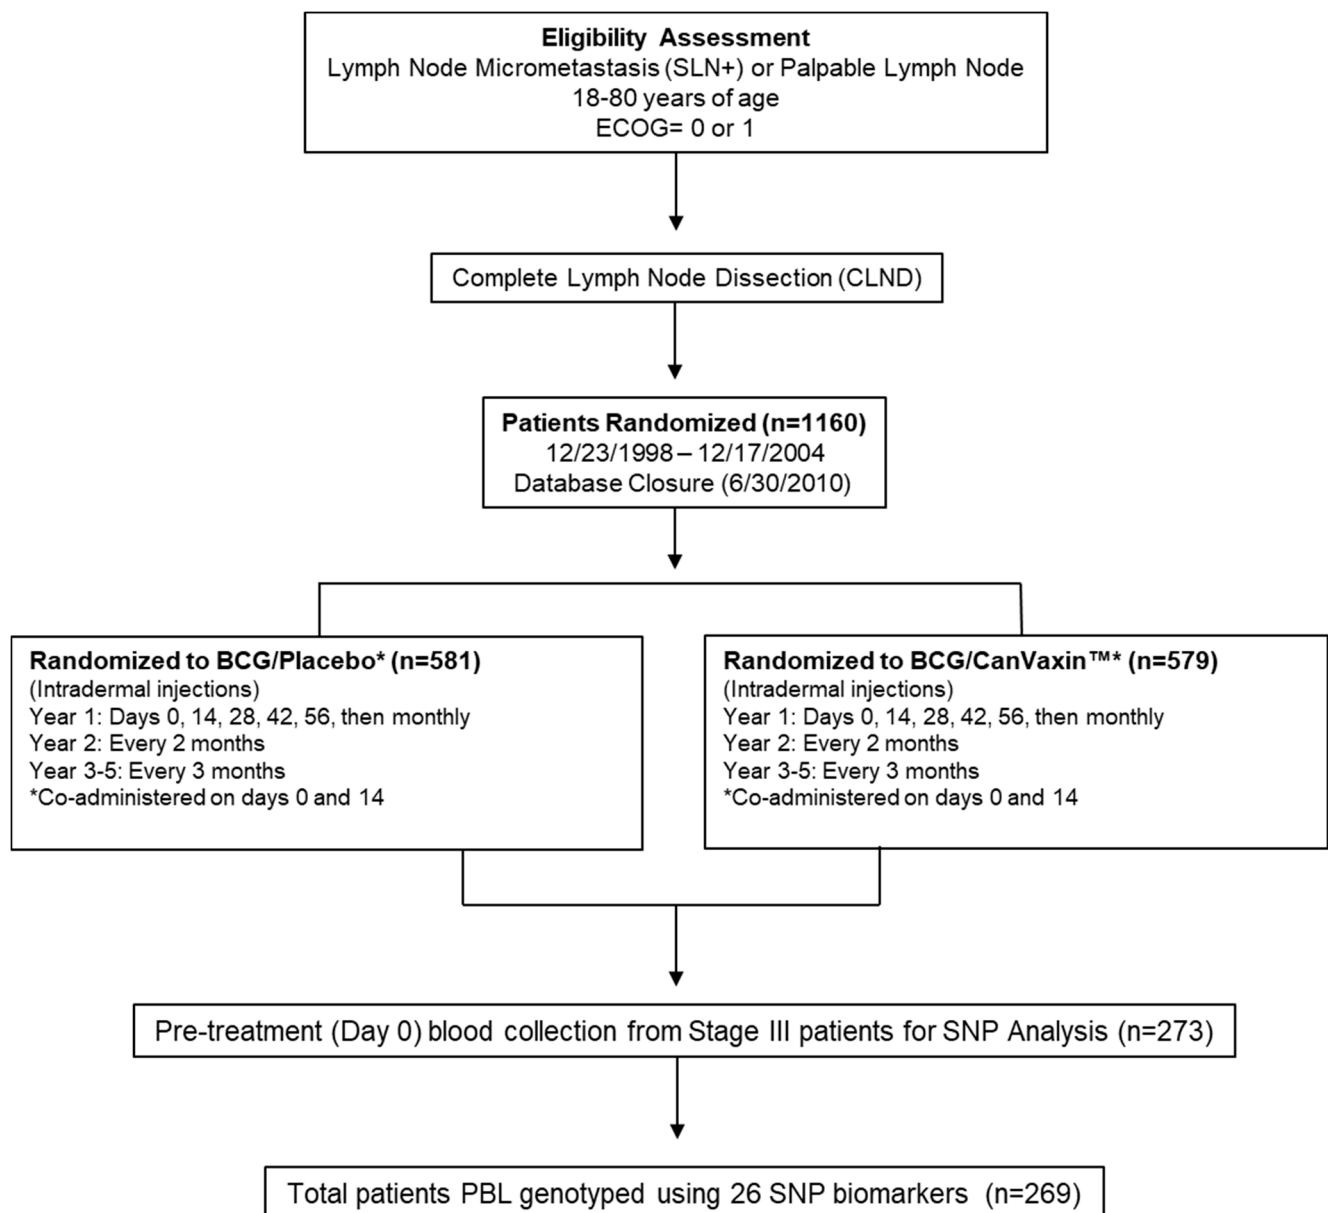 Eligibility Assessment
Lymph Node Micrometastasis (SLN+) or Palpable Lymph Node
18-80 years of age
ECOG= 0 or 1
Complete Lymph Node Dissection (CLND)
Patients Randomized (n=1160)
12/23/1998 – 12/17/2004
Database Closure (6/30/2010)
Randomized to BCG/Placebo* (n=581)
(Intradermal injections)
Year 1: Days 0, 14, 28, 42, 56, then monthly
Year 2: Every 2 months
Year 3-5: Every 3 months
*Co-administered on days 0 and 14
Randomized to BCG/CanVaxin™* (n=579)
(Intradermal injections)
Year 1: Days 0, 14, 28, 42, 56, then monthly
Year 2: Every 2 months
Year 3-5: Every 3 months
*Co-administered on days 0 and 14
Pre-treatment (Day 0) blood collection from Stage III patients for SNP Analysis (n=273)
Total patients PBL genotyped using 26 SNP biomarkers (n=269)